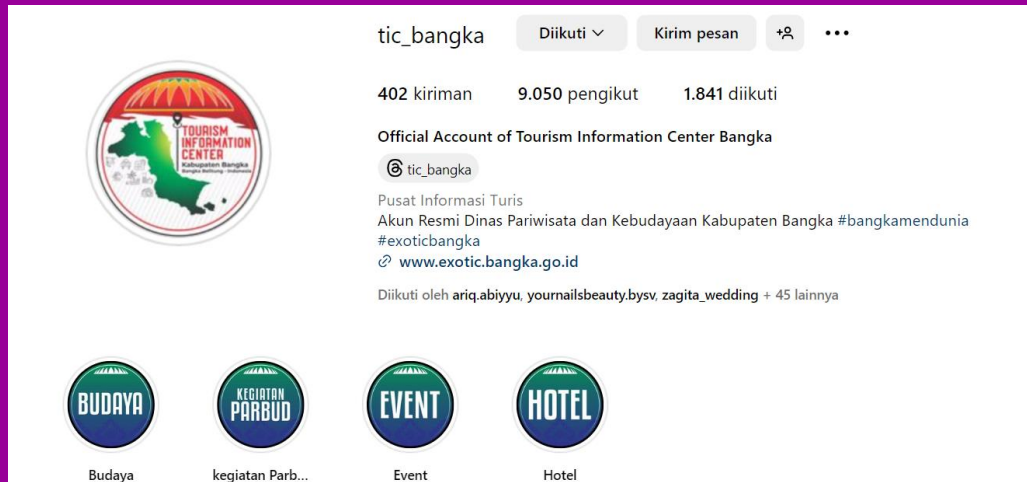 tic_bangka Diikuti Kirim pesan
402 kiriman 9.050 pengikut 1.841 diikuti
TOURISM
INFORMATION
CENTER
Kabupaten Bangka
Bangka Belitung - Indonesia
Official Account of Tourism Information Center Bangka
tic_bangka
Pusat Informasi Turis
Akun Resmi Dinas Pariwisata dan Kebudayaan Kabupaten Bangka #bangkamendunia
#exoticbangka
www.exotic.bangka.go.id
Diikuti oleh ariq.abiyyu, yournailsbeauty.bysv, zagita_wedding + 45 lainnya
BUDAYA
KEGIATAN
PARBUD
EVENT
HOTEL
Budaya kegiatan Parb... Event Hotel